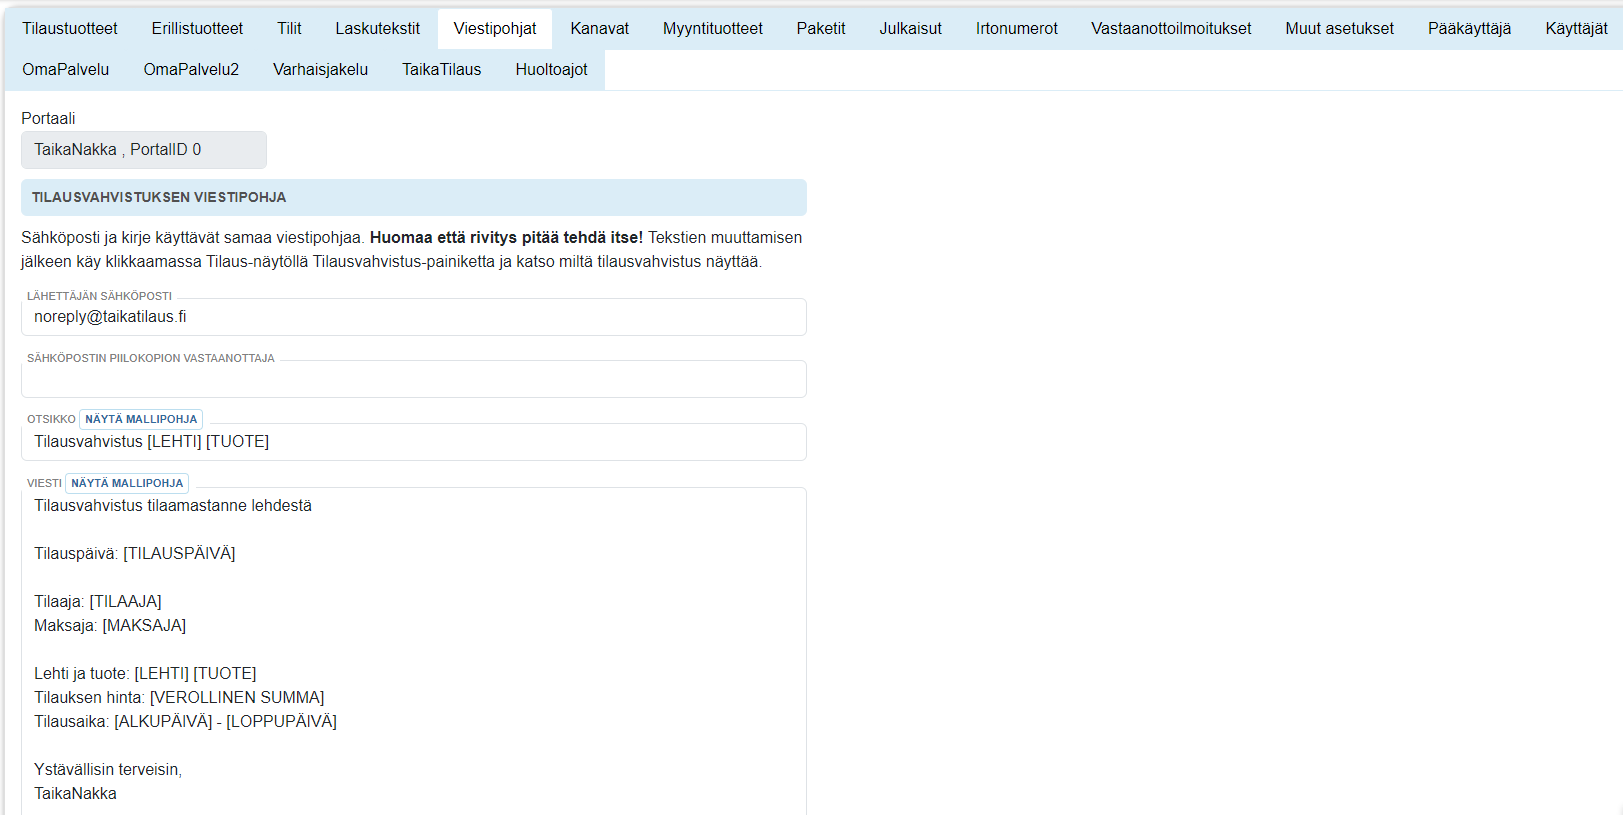 Tilaustuotteet Erillistuotteet Tilit Laskutekstit Viestipohjat Kanavat Myyntituotteet Paketit Julkaisut Irtonumerot Vastaanottoilmoitukset Muut asetukset Pääkäyttäjä Käyttäjät
OmaPalvelu OmaPalvelu2 Varhaisjakelu TaikaTilaus Huoltoajot
Portaali
TaikaNakka , PortalID 0
TILAUSVAHVISTUKSEN VIESTIPOHJA
Sähköposti ja kirje käyttävät samaa viestipohjaa. Huomaa että rivitys pitää tehdä itse! Tekstien muuttamisen
jälkeen käy klikkaamassa Tilaus-näytöllä Tilausvahvistus-painiketta ja katso miltä tilausvahvistus näyttää.
LÄHETTÄJÄN SÄHKÖPOSTI
noreply@taikatilaus.fi
SÄHKÖPOSTIN PIILOKOPION VASTAANOTTAJA
OTSIKKO NÄYTÄ MALLIPOHJA
Tilausvahvistus [LEHTI] [TUOTE]
VIESTI NÄYTÄ MALLIPOHJA
Tilausvahvistus tilaamastanne lehdestä
Tilauspäivä: [TILAUSPÄIVÄ]
Tilaaja: [TILAAJA]
Maksaja: [MAKSAJA]
Lehti ja tuote: [LEHTI] [TUOTE]
Tilauksen hinta: [VEROLLINEN SUMMA]
Tilausaika: [ALKUPÄIVÄ] - [LOPPUPÄIVÄ]
Ystävällisin terveisin,
TaikaNakka